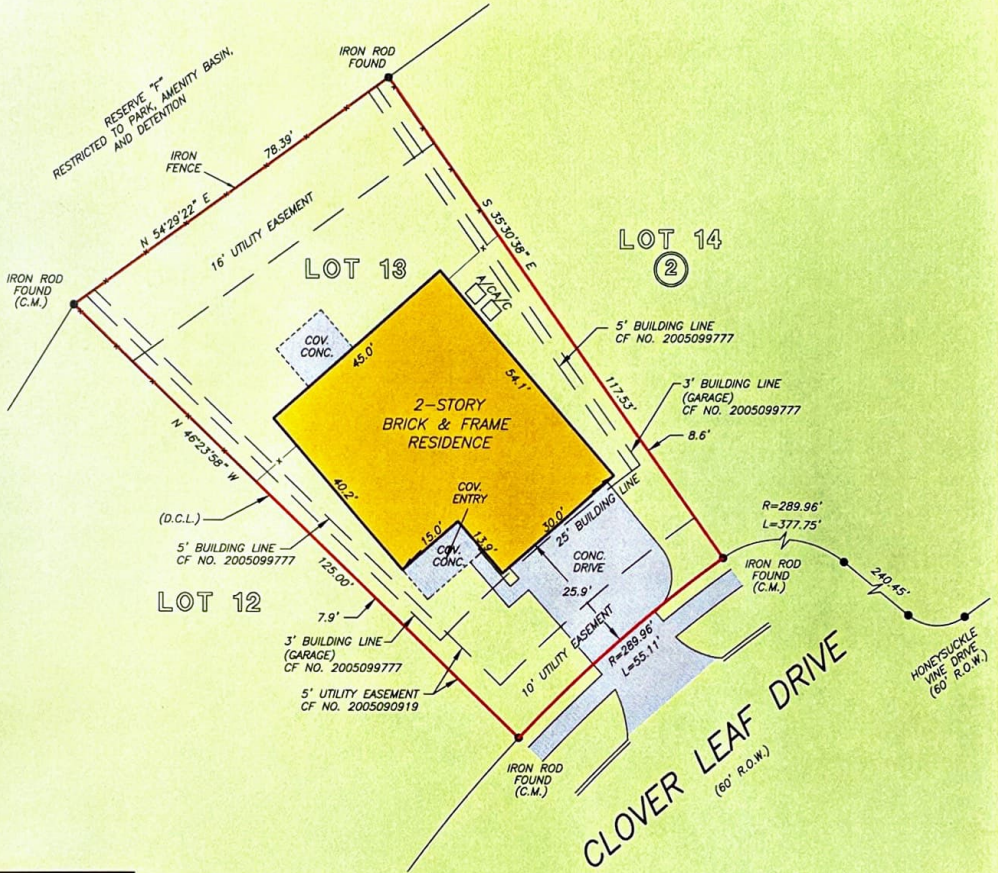 IRON ROD
FOUND
RESERVE "F"
RESTRICTED TO PARK, AMENITY BASIN,
AND DETENTION
78.39'
IRON
FENCE
N 54°29'22" E
16' UTILITY EASEMENT
S 35°30'38" E
LOT 14
2
LOT 13
IRON ROD
FOUND
(C.M.)
A/C
A/C
COV.
CONC.
45.0'
54.1'
5' BUILDING LINE
CF NO. 2005099777
117.53'
3' BUILDING LINE
(GARAGE)
CF NO. 2005099777
8.6'
2-STORY
BRICK & FRAME
RESIDENCE
N 46°23'58" W
40.2'
COV.
ENTRY
(D.C.L.)
15.0'
13.9'
30.0'
25' BUILDING LINE
COV.
CONC.
R=289.96'
L=377.75'
5' BUILDING LINE
CF NO. 2005099777
CONC.
DRIVE
IRON ROD
FOUND
(C.M.)
240.45'
125.00'
25.9'
LOT 12
7.9'
3' BUILDING LINE
(GARAGE)
CF NO. 2005099777
10' UTILITY EASEMENT
R=289.96'
L=55.11'
5' UTILITY EASEMENT
CF NO. 2005090919
HONEYSUCKLE
VINE DRIVE
(60' R.O.W.)
IRON ROD
FOUND
(C.M.)
CLOVER LEAF DRIVE
(60' R.O.W.)